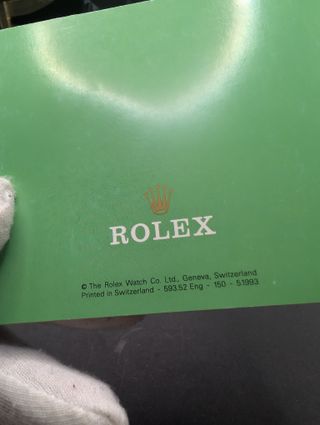 ROLEX
© The Rolex Watch Co. Ltd., Geneva, Switzerland
Printed in Switzerland - 593.52 Eng - 150 - 5.1993